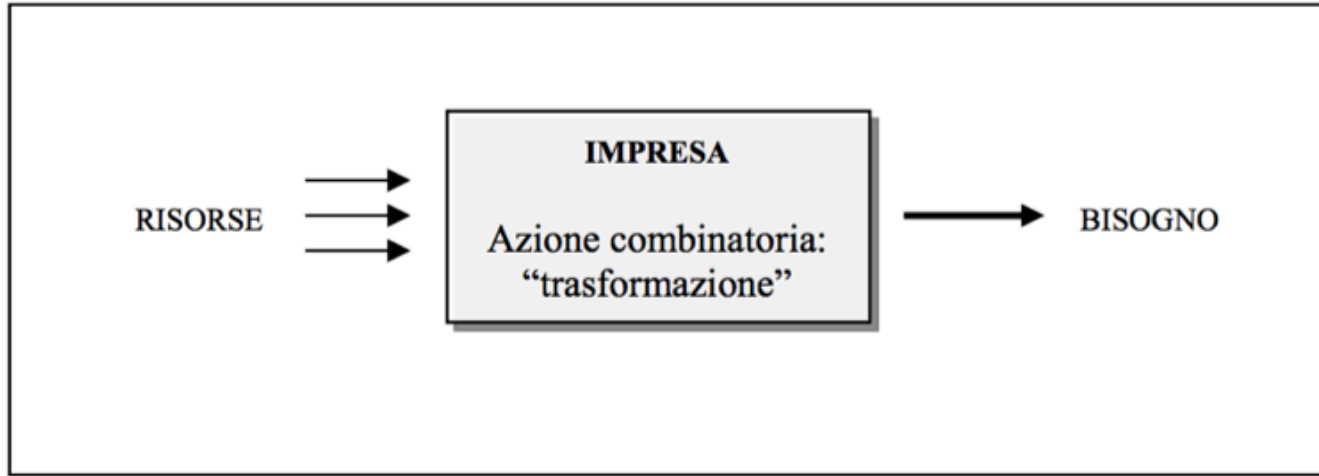 RISORSE
IMPRESA
Azione combinatoria:
“trasformazione”
BISOGNO